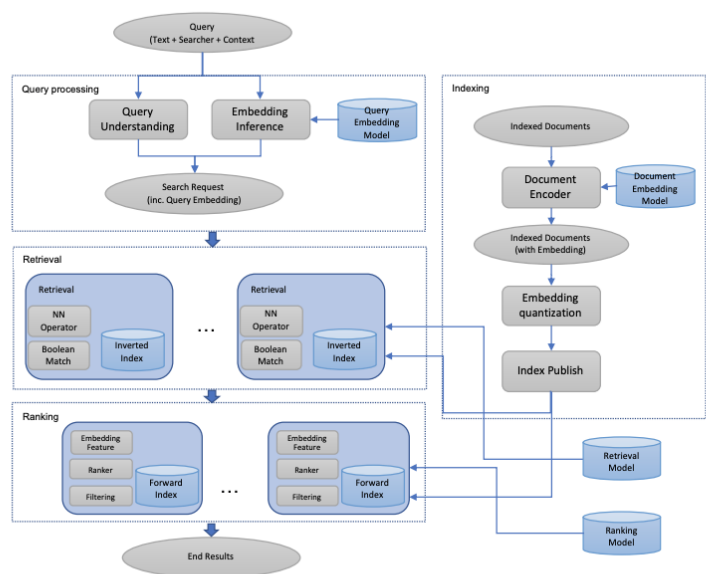 Query
(Text + Searcher + Context
Query processing
Query
Understanding
Embedding
Inference
Query
Embedding
Model
Search Request
(inc. Query Embedding)
Indexing
Indexed Documents
Document
Encoder
Document
Embedding
Model
Indexed Documents
(with Embedding)
Embedding
quantization
Index Publish
Retrieval
Retrieval
NN
Operator
Boolean
Match
Inverted
Index
...
Retrieval
NN
Operator
Boolean
Match
Inverted
Index
Ranking
Embedding
Feature
Ranker
Filtering
Forward
Index
...
Embedding
Feature
Ranker
Filtering
Forward
Index
Retrieval
Model
Ranking
Model
End Results